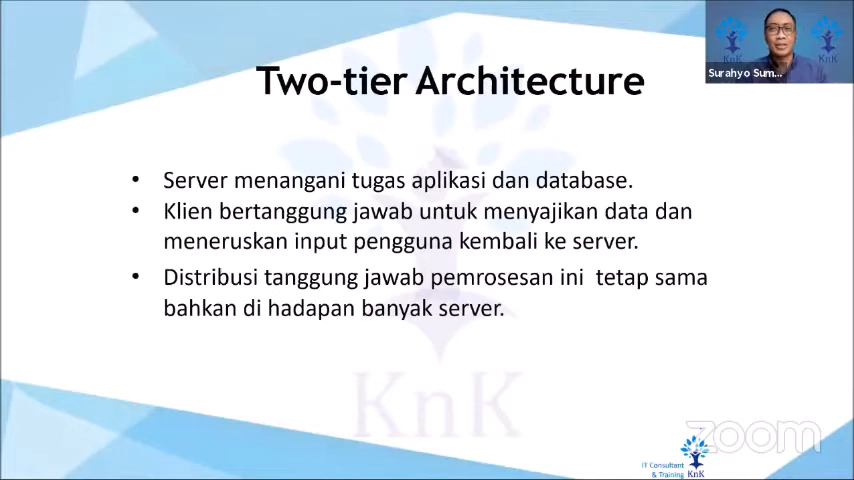 KnK
KnK
Surahyo Sum...
Two-tier Architecture
• Server menangani tugas aplikasi dan database.
• Klien bertanggung jawab untuk menyajikan data dan
meneruskan input pengguna kembali ke server.
• Distribusi tanggung jawab pemrosesan ini tetap sama
bahkan di hadapan banyak server.
KnK
zoom
IT Consultant
& Training KnK